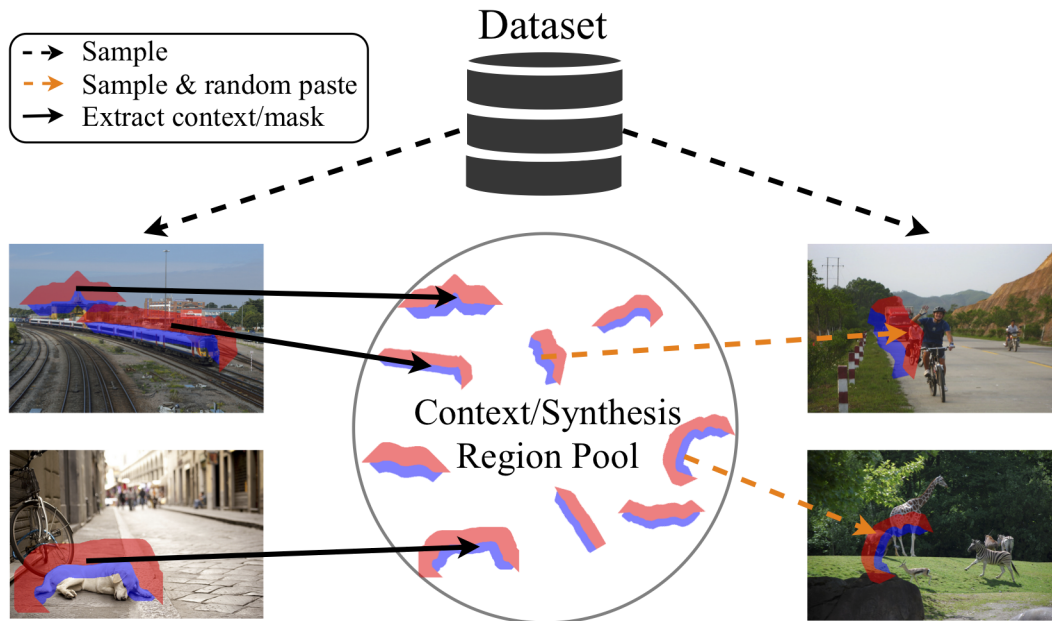 Dataset
Sample
Sample & random paste
Extract context/mask
Context/Synthesis
Region Pool